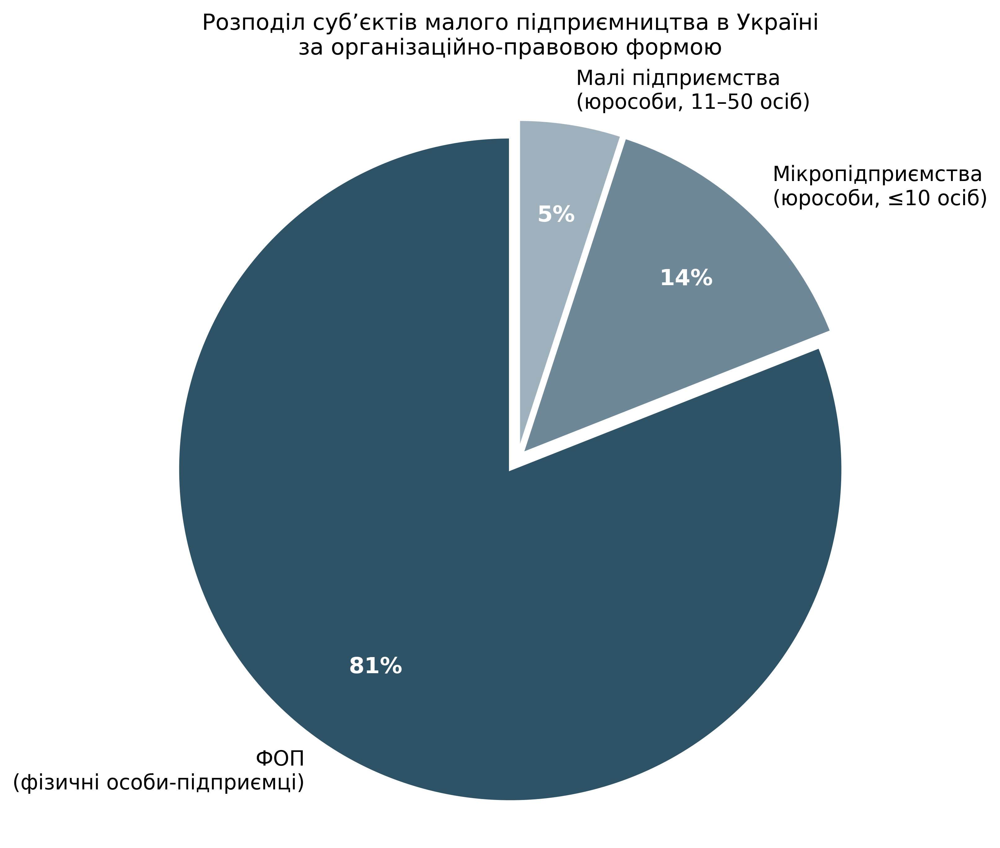 Розподіл суб’єктів малого підприємництва в Україні
за організаційно-правовою формою
Малі підприємства
(юрособи, 11–50 осіб)
Мікропідприємства
(юрособи, ≤10 осіб)
5%
14%
81%
ФОП
(фізичні особи-підприємці)